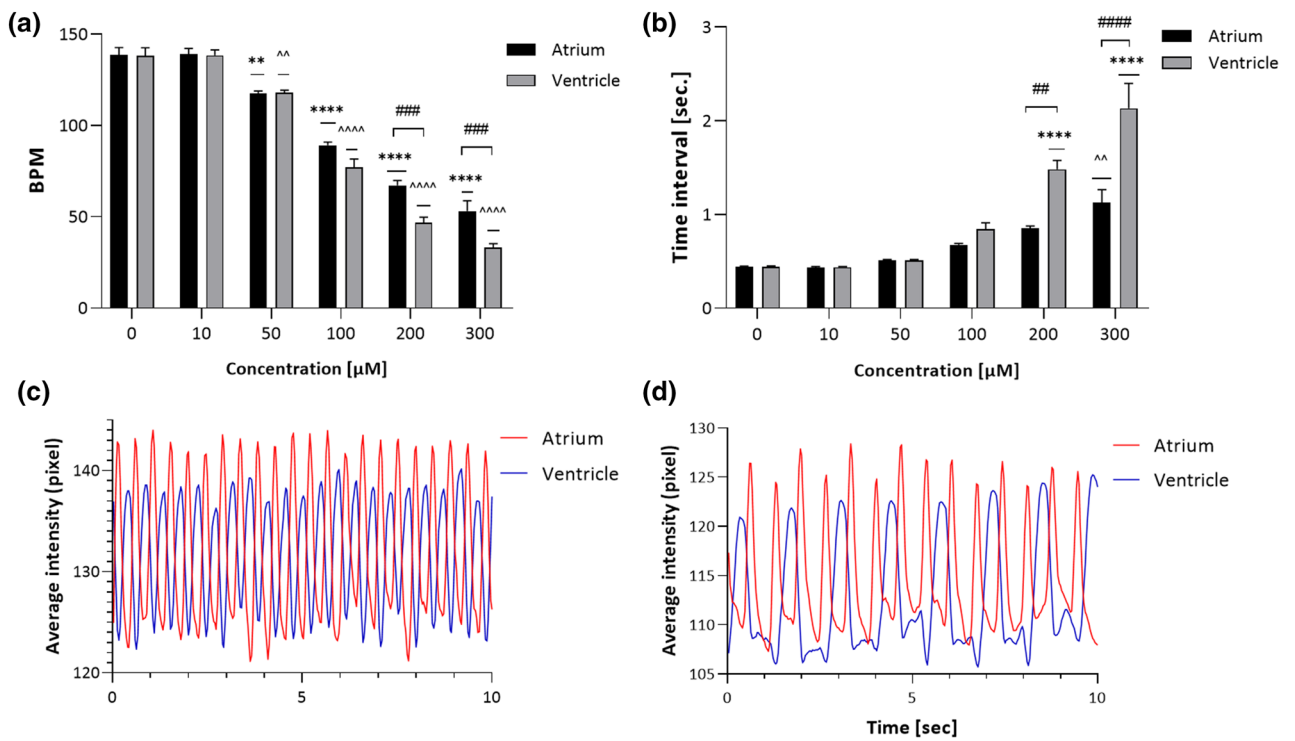 (a)
150
100
50
0
BPM
Atrium
Ventricle
**
^^
****
^^^^
****
^^^^
###
****
^^^^
###
0 10 50 100 200 300
Concentration [µM]
(b)
3
2
1
0
Time interval [sec.]
Atrium
Ventricle
##
****
####
^^
****
0 10 50 100 200 300
Concentration [µM]
(c)
140
130
120
Average intensity (pixel)
Atrium
Ventricle
0 5 10
(d)
130
125
120
115
110
105
Average intensity (pixel)
Atrium
Ventricle
0 5 10
Time [sec]